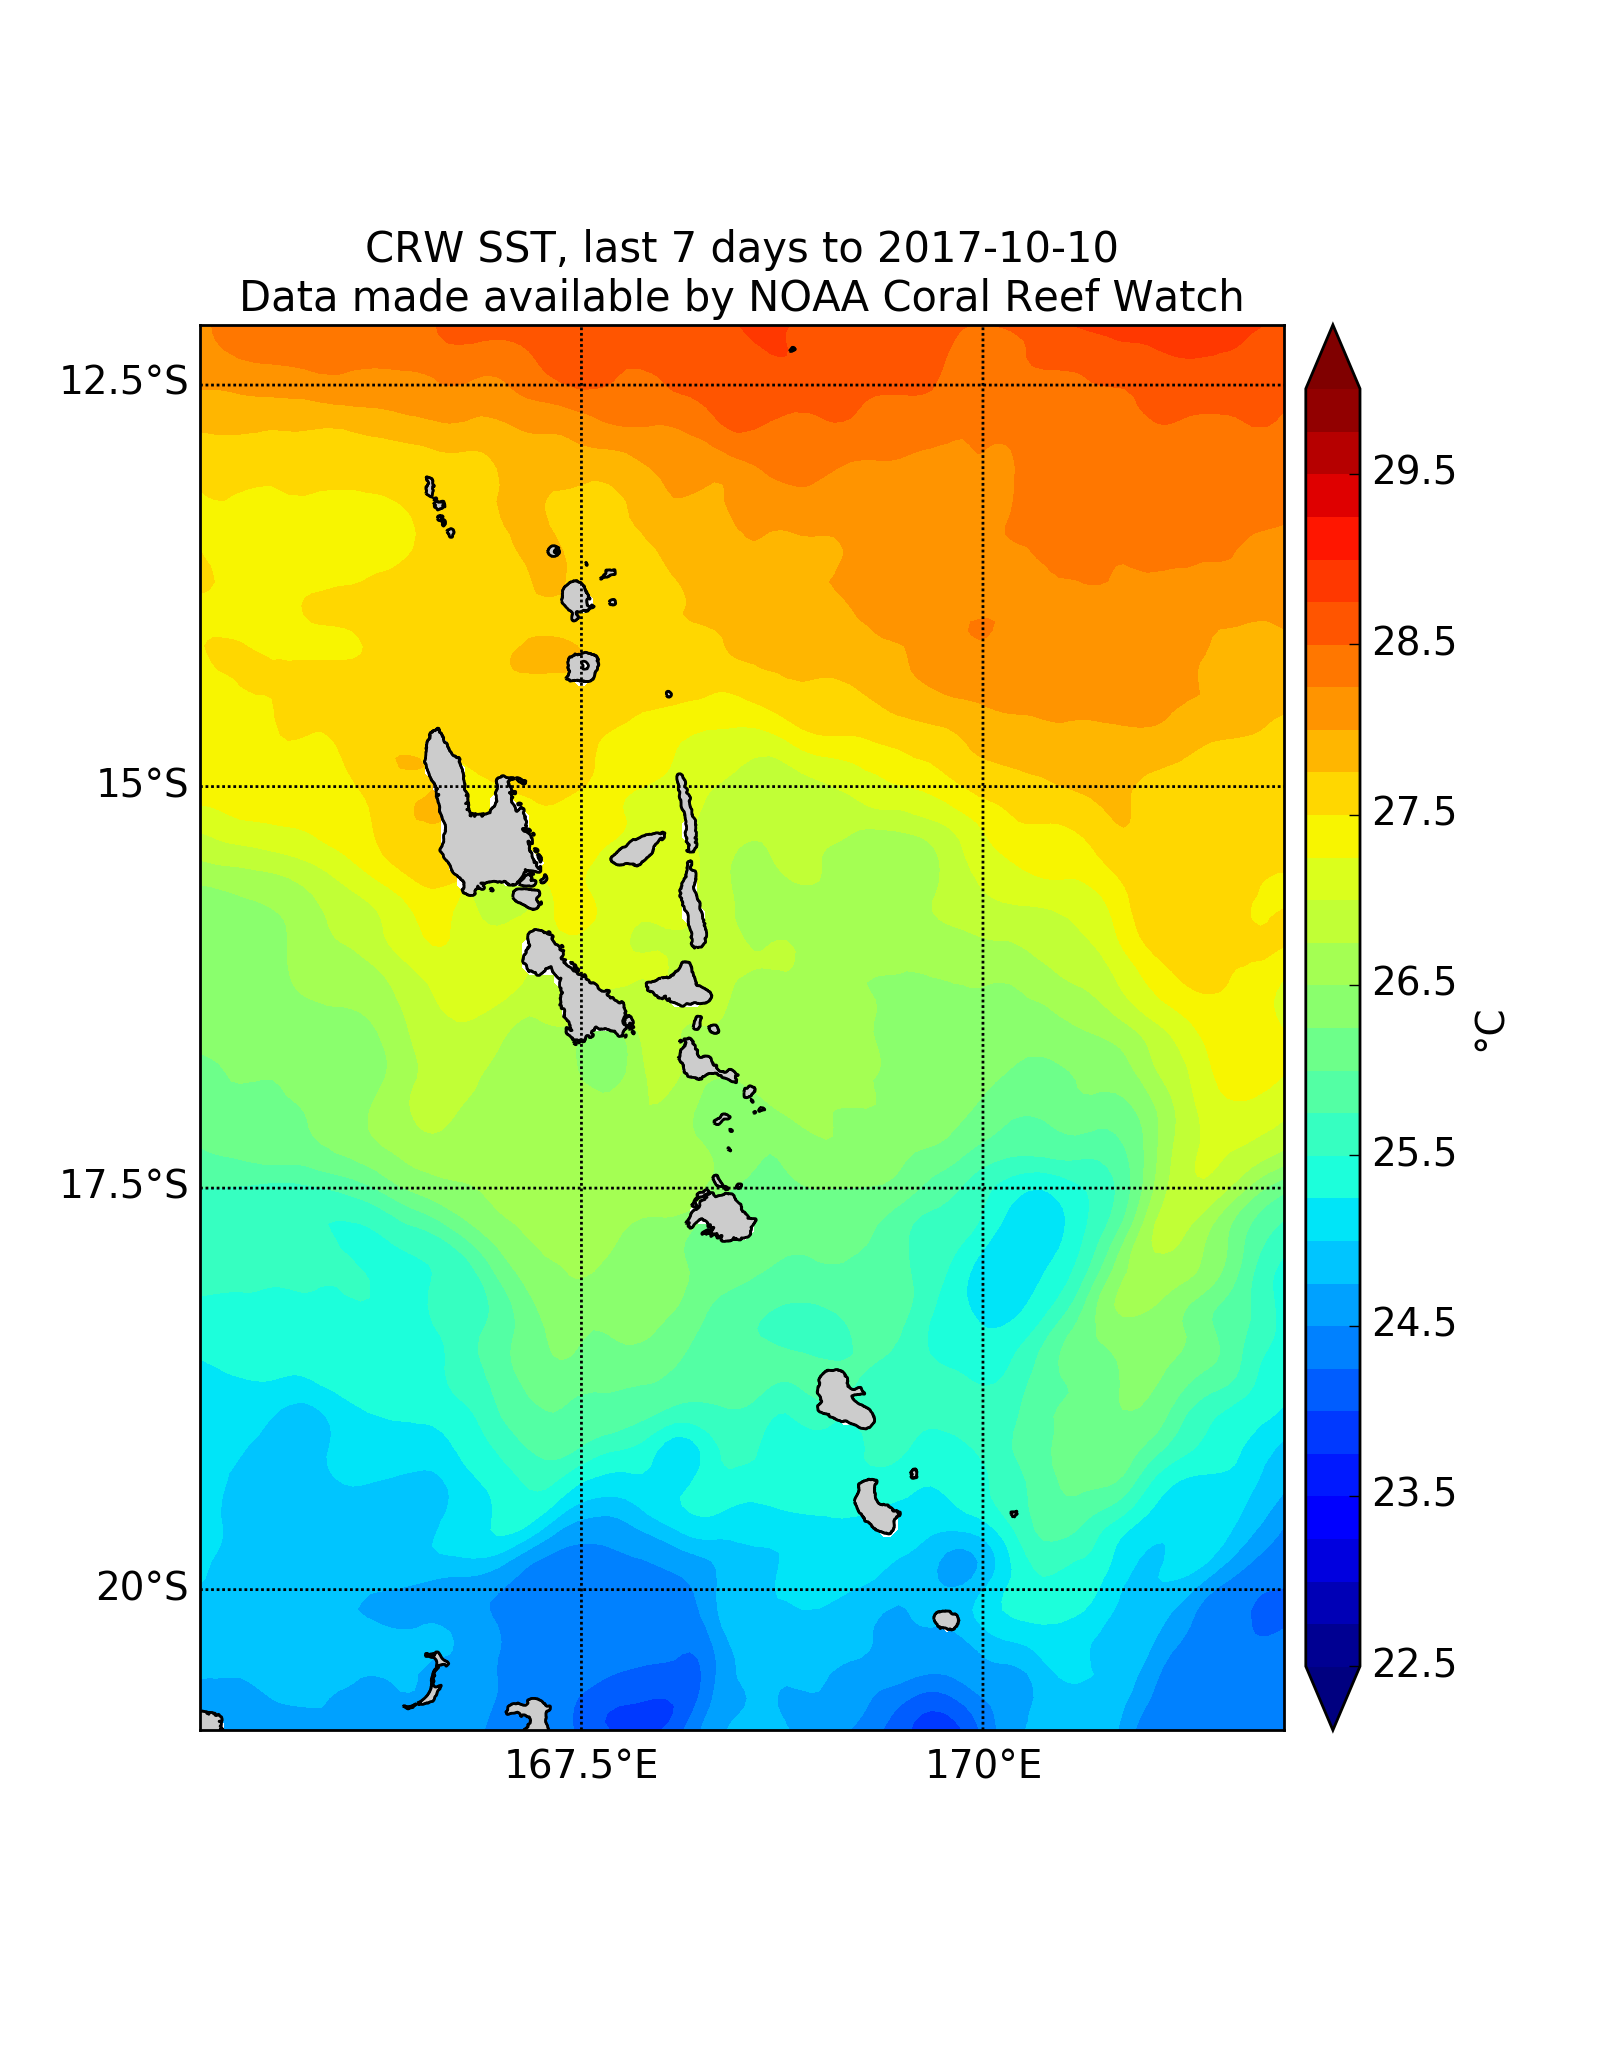 CRW SST, last 7 days to 2017-10-10
Data made available by NOAA Coral Reef Watch
12.5°S
15°S
17.5°S
20°S
167.5°E
170°E
29.5
28.5
27.5
26.5
25.5
24.5
23.5
22.5
°C